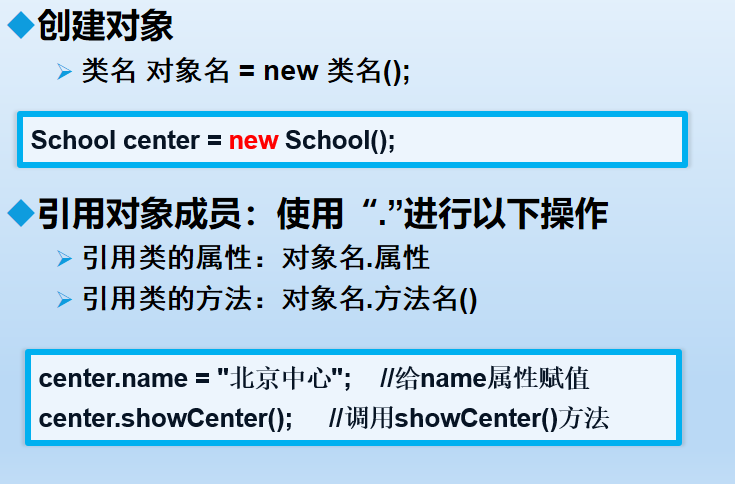 创建对象
类名 对象名 = new 类名();
School center = new School();
引用对象成员：使用“.”进行以下操作
引用类的属性：对象名.属性
引用类的方法：对象名.方法名()
center.name = "北京中心"; //给name属性赋值
center.showCenter(); //调用showCenter()方法